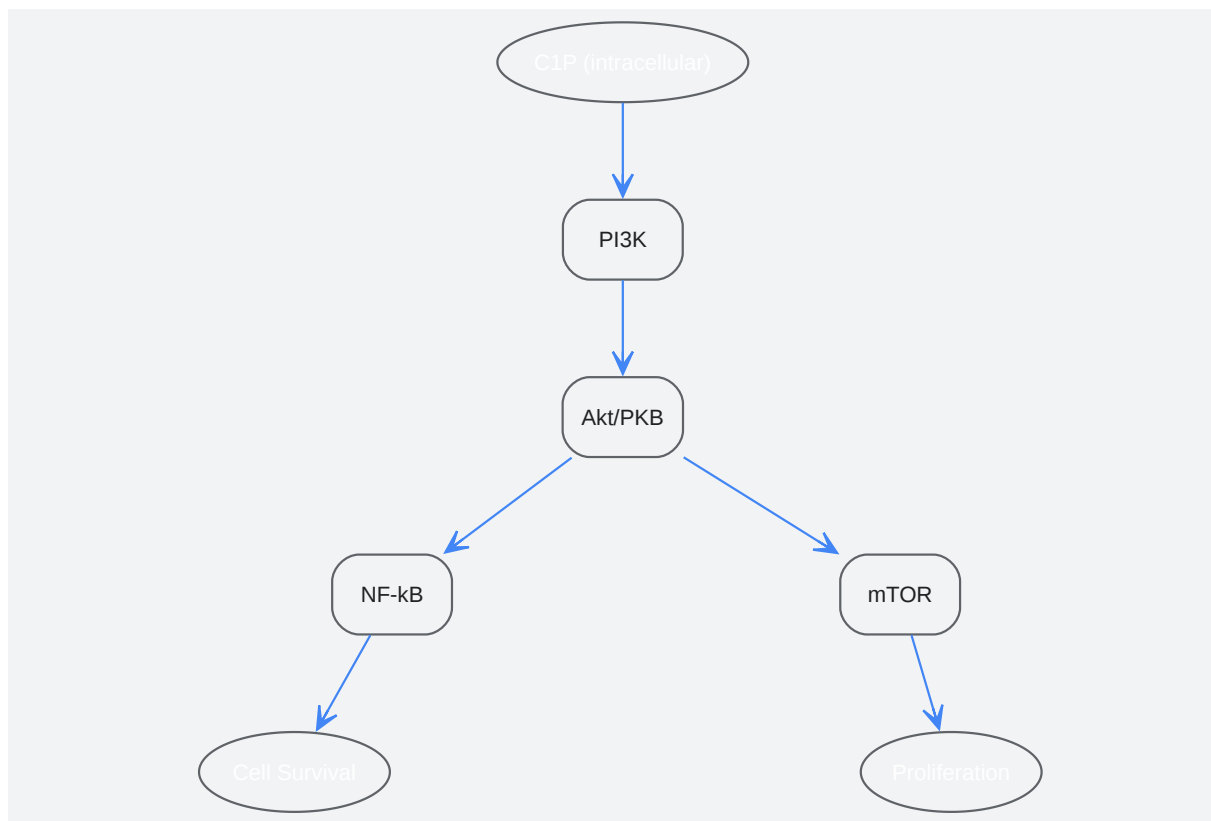 C1P (intracellular)
PI3K
Akt/PKB
NF-kB
mTOR
Cell Survival
Proliferation